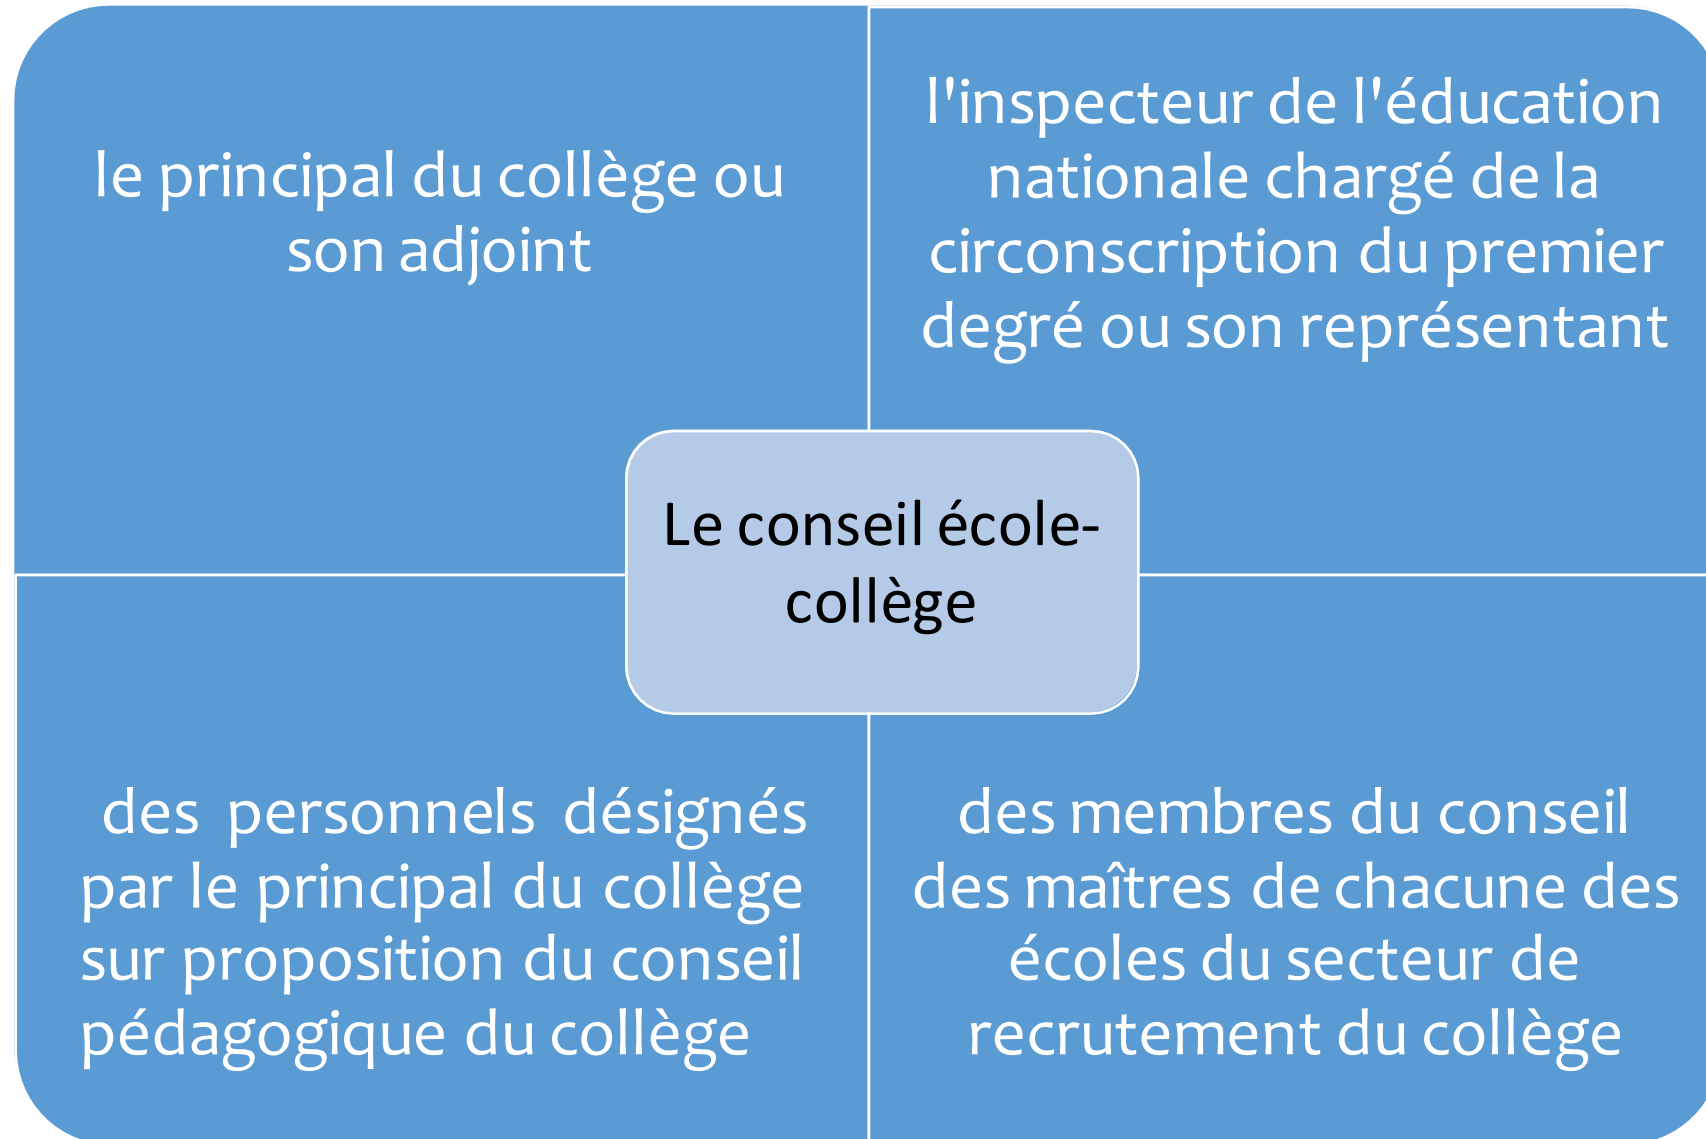 le principal du collège ou
son adjoint
l'inspecteur de l'éducation
nationale chargé de la
circonscription du premier
degré ou son représentant
Le conseil école-
collège
des personnels désignés
par le principal du collège
sur proposition du conseil
pédagogique du collège
des membres du conseil
des maîtres de chacune des
écoles du secteur de
recrutement du collège